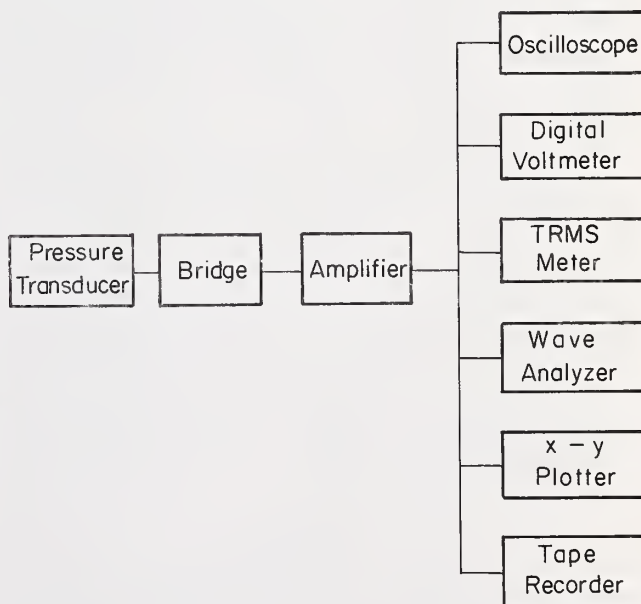 Oscilloscope
Digital
Voltmeter
TRMS
Meter
Pressure
Transducer
Bridge
Amplifier
Wave
Analyzer
x – y
Plotter
Tape
Recorder